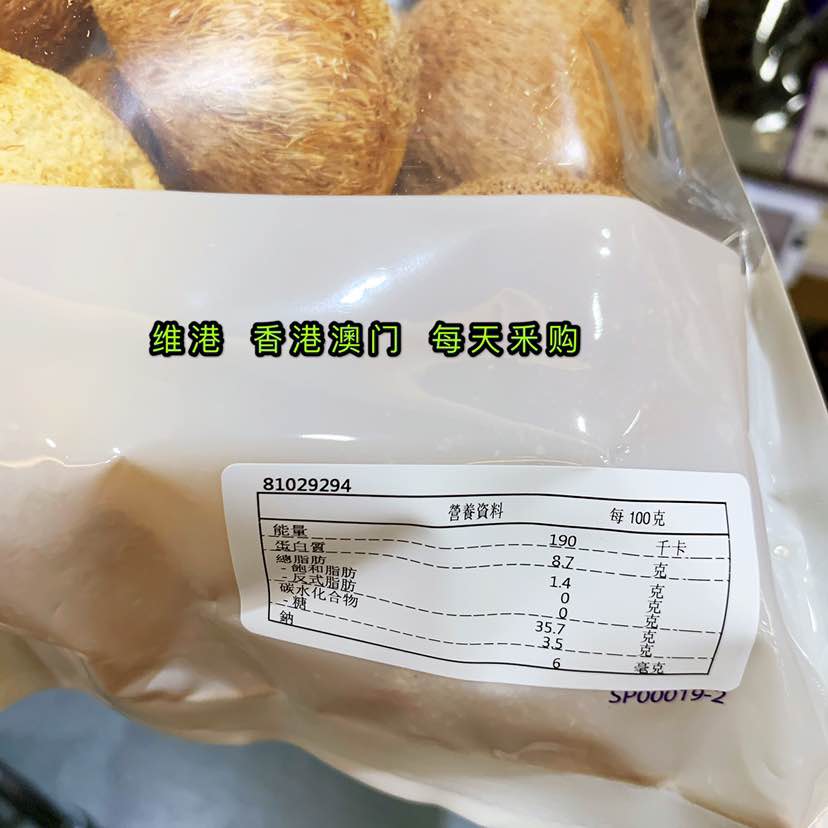 维港 香港澳门 每天采购
81029294
營養資料 每 100克
能量 190 千卡
蛋白質 8.7 克
總脂肪 1.4 克
- 飽和脂肪 0 克
- 反式脂肪 0 克
碳水化合物 35.7 克
- 糖 3.5 克
鈉 6 毫克
SP00019-2